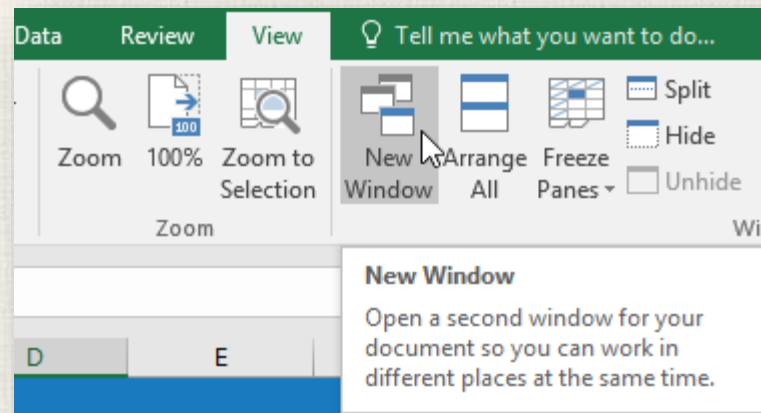 Data Review View Tell me what you want to do...
Zoom 100% Zoom to Selection
New Window Arrange All Freeze Panes
Split
Hide
Unhide
100
Zoom
New Window
Open a second window for your
document so you can work in
different places at the same time.
D E